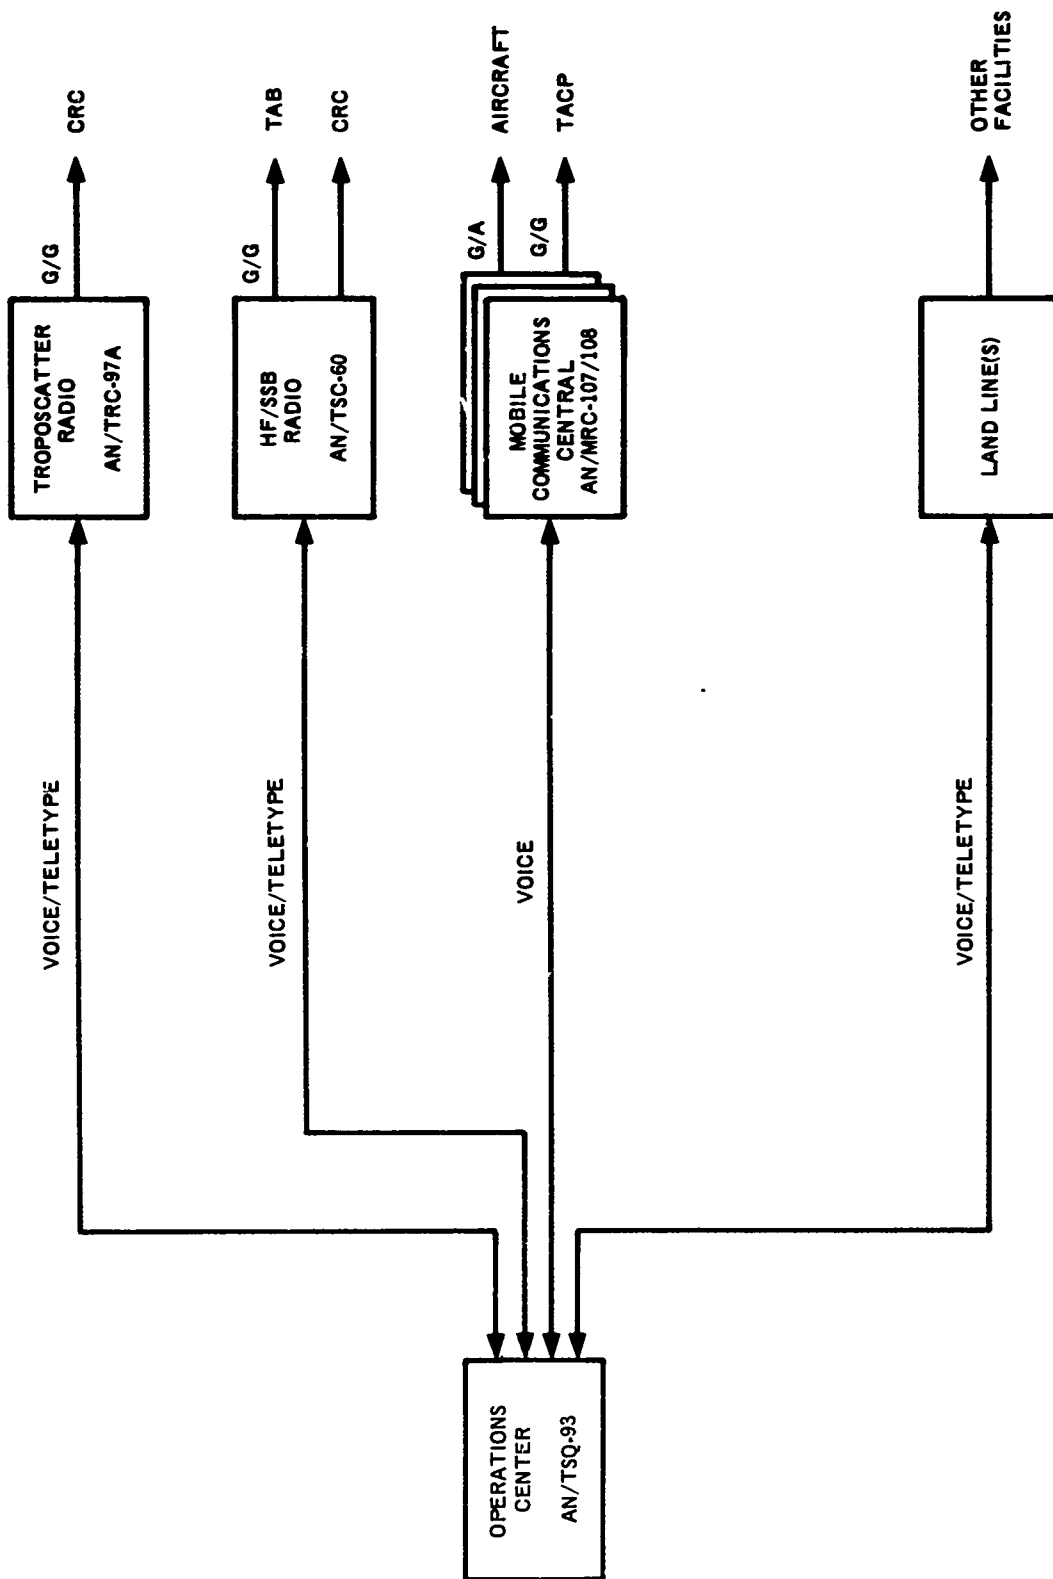 OPERATIONS
CENTER
AN/TSQ-93
VOICE/TELETYPE
TROPOSCATTER
RADIO
AN/TRC-97A
G/G
CRC
VOICE/TELETYPE
HF/SSB
RADIO
AN/TSC-60
G/G
TAB
CRC
VOICE
MOBILE
COMMUNICATIONS
CENTRAL
AN/MRC-107/108
G/A
AIRCRAFT
G/G
TACP
VOICE/TELETYPE
LAND LINE(S)
OTHER
FACILITIES